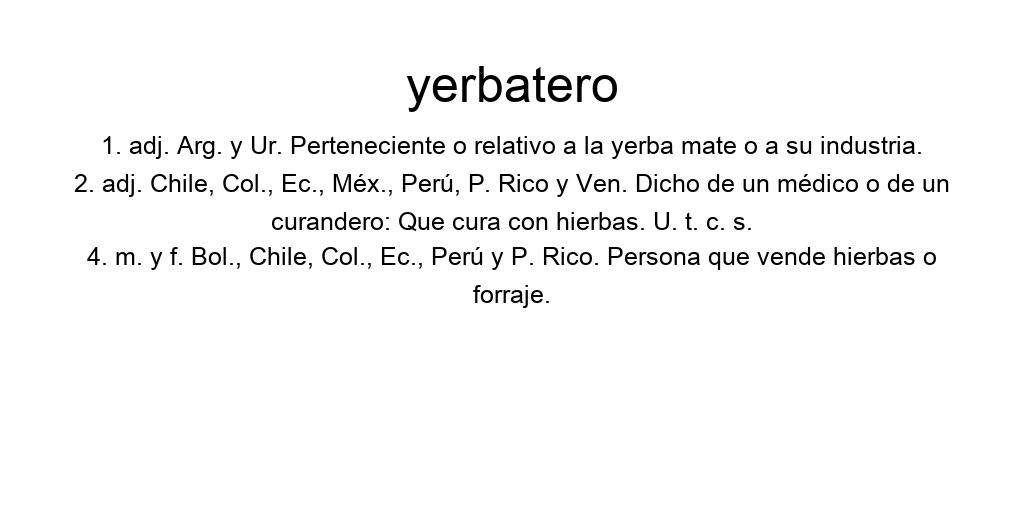 yerbatero
1. adj. Arg. y Ur. Perteneciente o relativo a la yerba mate o a su industria.
2. adj. Chile, Col., Ec., Méx., Perú, P. Rico y Ven. Dicho de un médico o de un
curandero: Que cura con hierbas. U. t. c. s.
4. m. y f. Bol., Chile, Col., Ec., Perú y P. Rico. Persona que vende hierbas o
forraje.